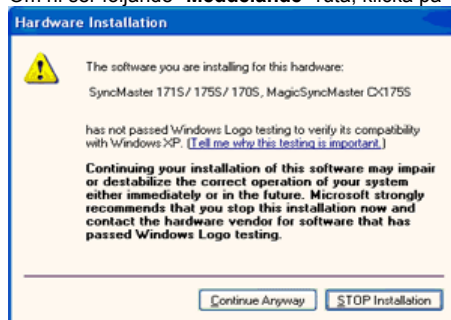 Hardware Installation
The software you are installing for this hardware:
SyncMaster 171S/ 175S/ 170S, MagicSyncMaster CX175S
has not passed Windows Logo testing to verify its compatibility
with Windows XP. (Tell me why this testing is important.)
Continuing your installation of this software may impair
or destabilize the correct operation of your system
either immediately or in the future. Microsoft strongly
recommends that you stop this installation now and
contact the hardware vendor for software that has
passed Windows Logo testing.
Continue Anyway STOP Installation